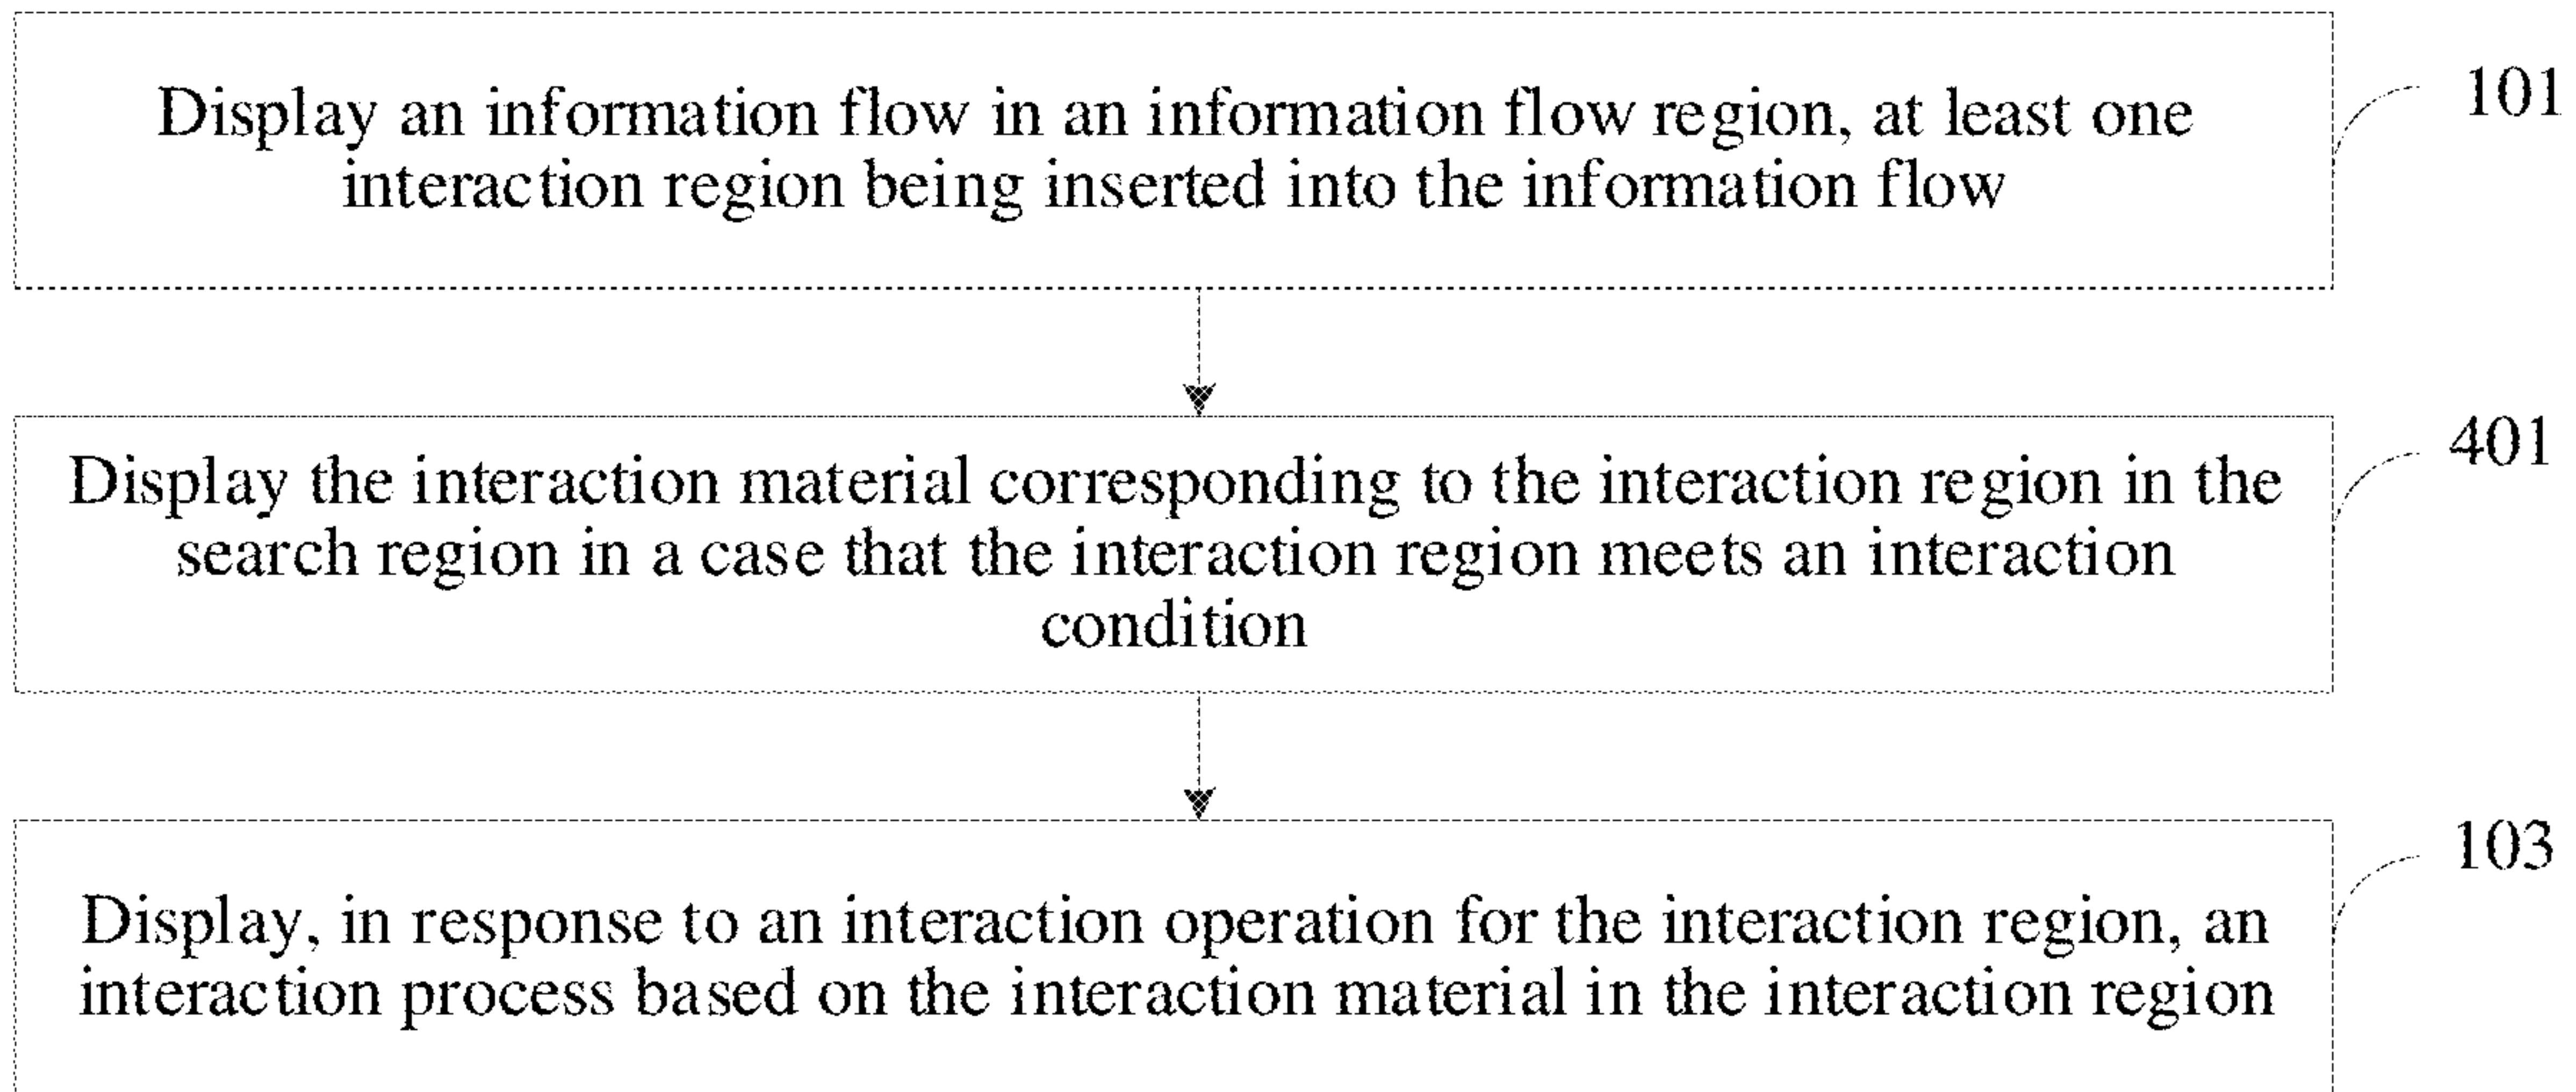 Display an information flow in an information flow region, at least one
interaction region being inserted into the information flow
101
Display the interaction material corresponding to the interaction region in the
search region in a case that the interaction region meets an interaction
condition
401
Display, in response to an interaction operation for the interaction region, an
interaction process based on the interaction material in the interaction region
103